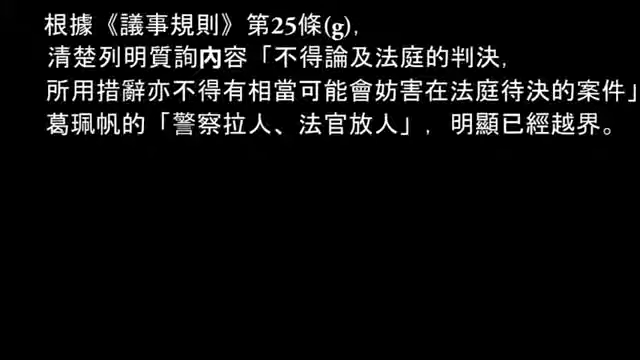 根據《議事規則》第25條(g),
清楚列明質詢內容「不得論及法庭的判決,
所用措辭亦不得有相當可能會妨害在法庭待決的案件」
葛珮帆的「警察拉人、法官放人」, 明顯已經越界。